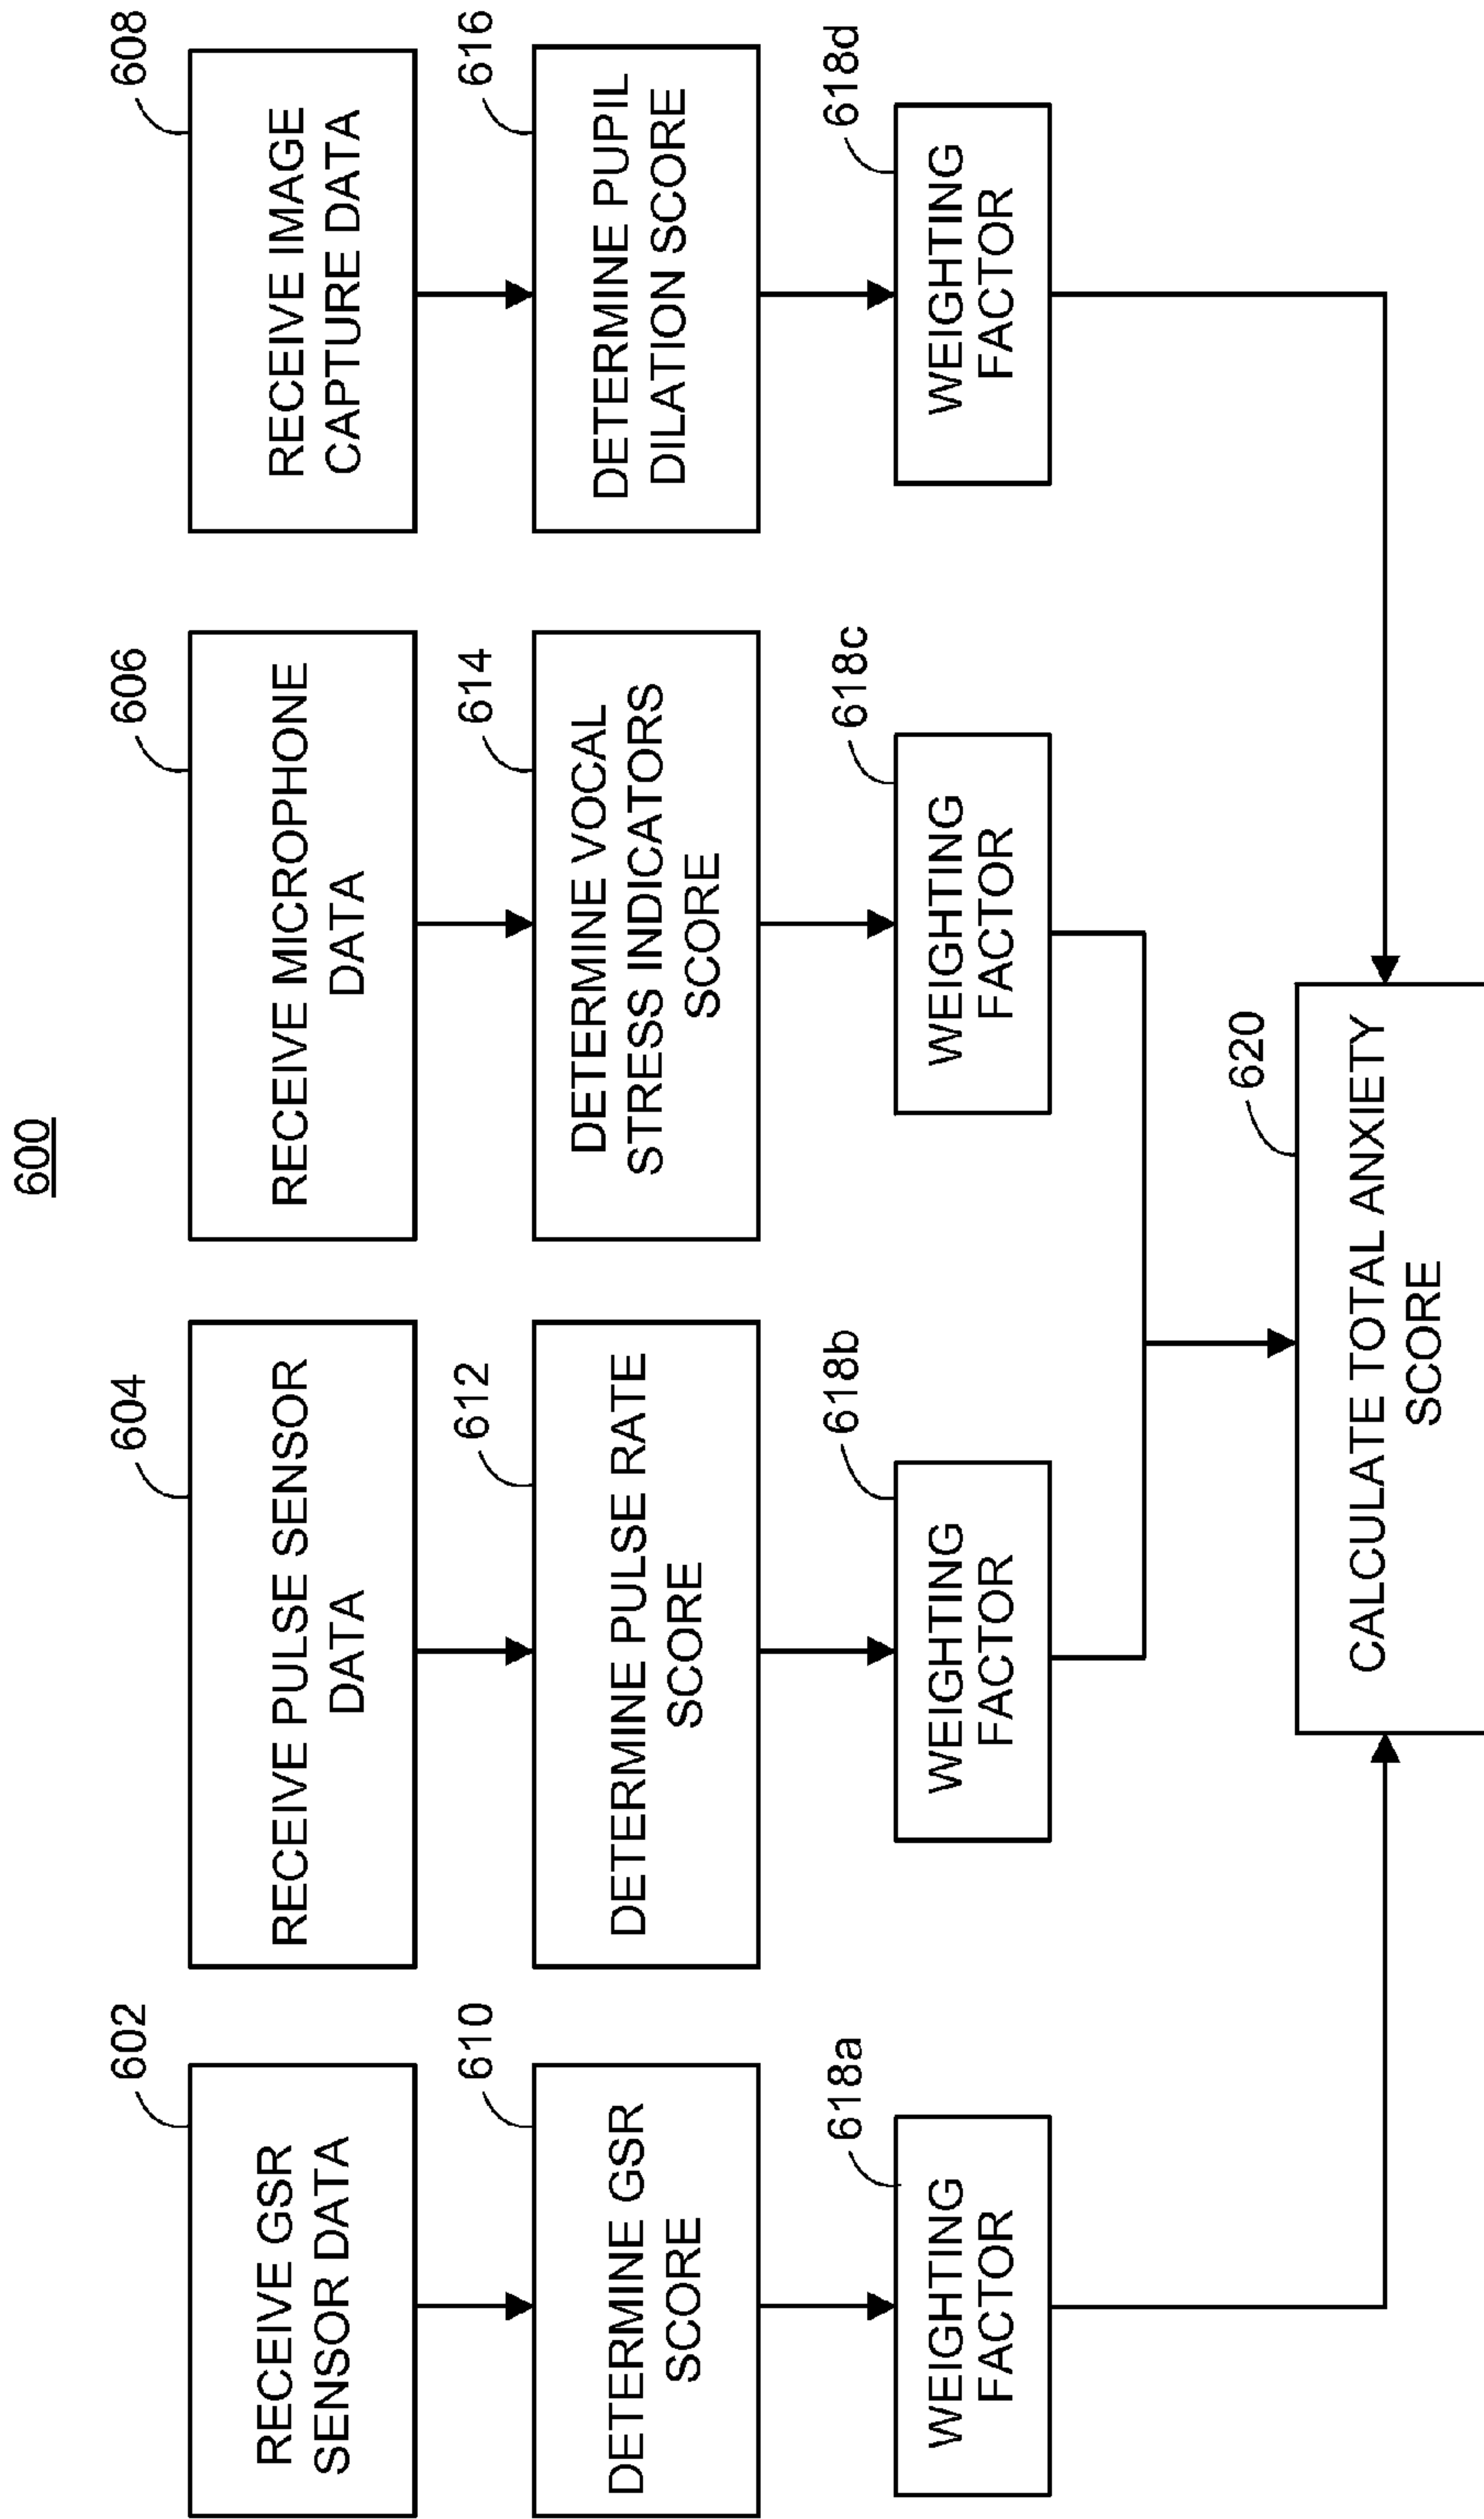 600
602
RECEIVE GSR
SENSOR DATA
604
RECEIVE PULSE SENSOR
DATA
606
RECEIVE MICROPHONE
DATA
608
RECEIVE IMAGE
CAPTURE DATA
610
DETERMINE GSR
SCORE
612
DETERMINE PULSE RATE
SCORE
614
DETERMINE VOCAL
STRESS INDICATORS
SCORE
616
DETERMINE PUPIL
DILATION SCORE
618a
WEIGHTING
FACTOR
618b
WEIGHTING
FACTOR
618c
WEIGHTING
FACTOR
618d
WEIGHTING
FACTOR
620
CALCULATE TOTAL ANXIETY
SCORE